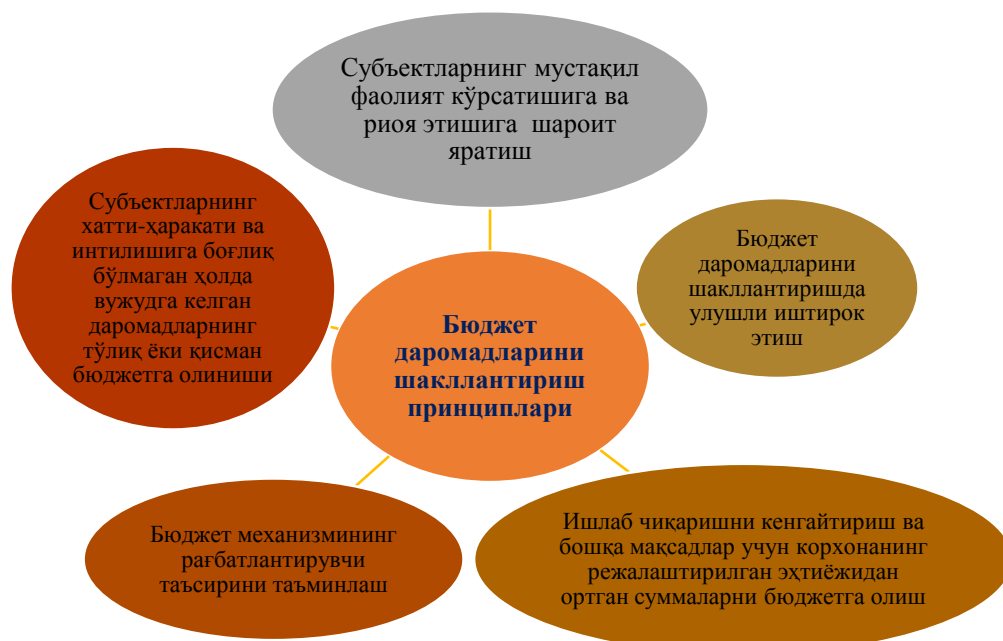 Субъектларнинг мустақил
фаолият кўрсатишига ва
риоя этишига шароит
яратиш
Субъектларнинг
хатти-ҳаракати ва
интилишига боғлиқ
бўлмаган ҳолда
вужудга келган
даромадларнинг
тўлиқ ёки қисман
бюджетга олиниши
Бюджет
даромадларини
шакллантиришда
улушли иштирок
этиш
Бюджет
даромадларини
шакллантириш
принциплари
Бюджет механизмининг
рағбатлантирувчи
таъсирини таъминлаш
Ишлаб чиқаришни кенгайтириш ва
бошқа мақсадлар учун корхонанинг
режалаштирилган эҳтиёжидан
ортган суммаларни бюджетга олиш